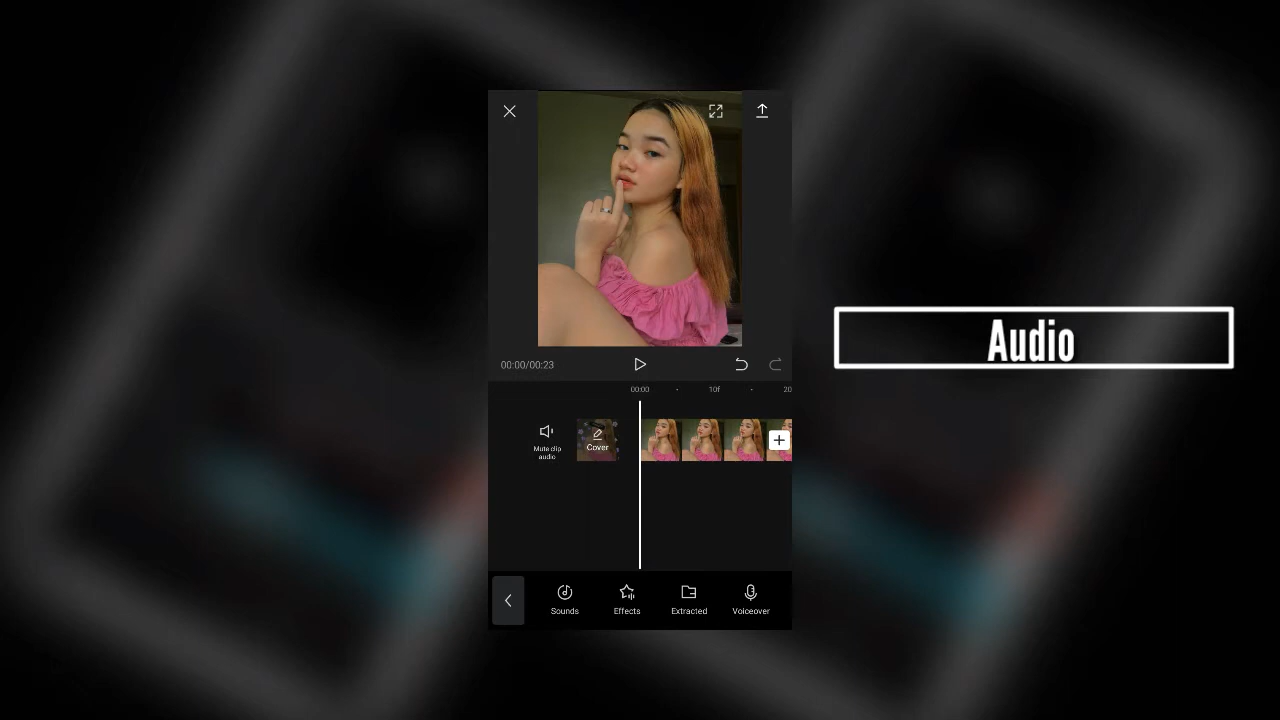 00:00/00:23
00:00
10f
20
Mute clip
audio
Cover
Sounds
Effects
Extracted
Voiceover
Audio